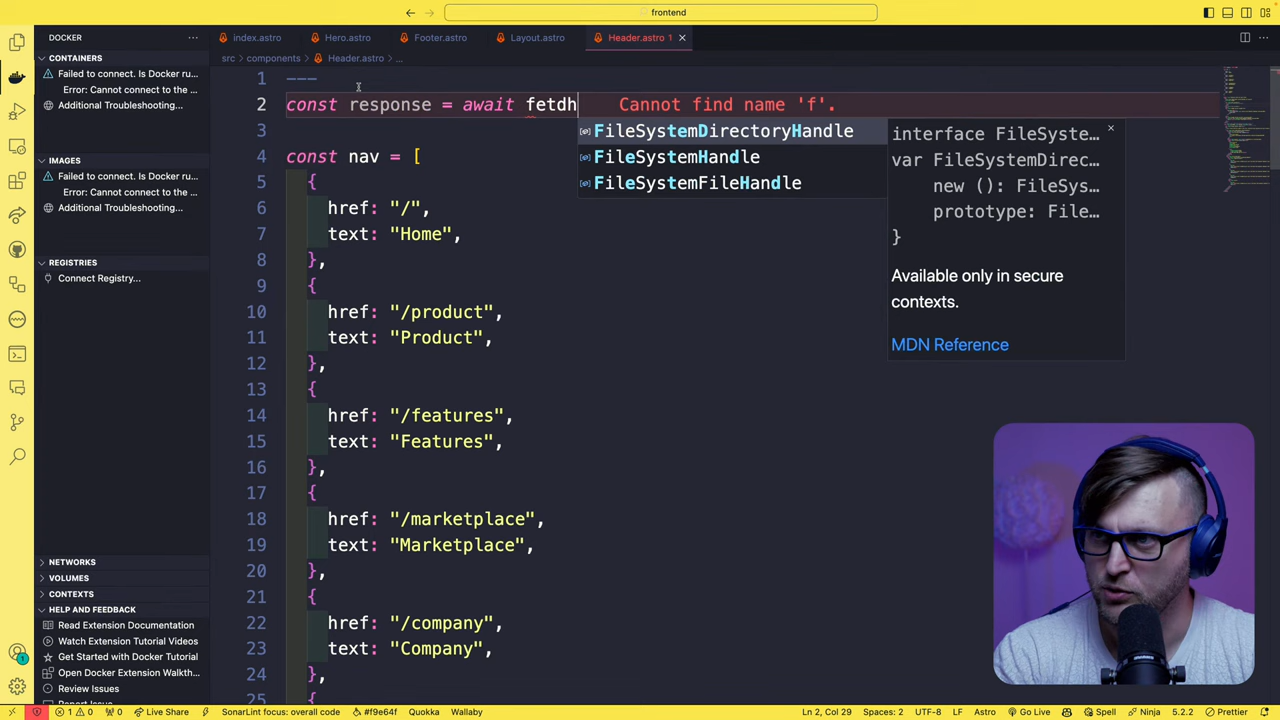 frontend
DOCKER
index.astro
Hero.astro
Footer.astro
Layout.astro
Header.astro 1
src > components > Header.astro > ...
CONTAINERS
Failed to connect. Is Docker ru...
Error: Cannot connect to the ...
Additional Troubleshooting...
IMAGES
Failed to connect. Is Docker ru...
Error: Cannot connect to the ...
Additional Troubleshooting...
REGISTRIES
Connect Registry...
NETWORKS
VOLUMES
CONTEXTS
HELP AND FEEDBACK
Read Extension Documentation
Watch Extension Tutorial Videos
Get Started with Docker Tutorial
Open Docker Extension Walkth...
Review Issues
Report Issue
1 ---
2 const response = await fetdh Cannot find name 'f'.
3
4 const nav = [
5 {
6 href: "/",
7 text: "Home",
8 },
9 {
10 href: "/product",
11 text: "Product",
12 },
13 {
14 href: "/features",
15 text: "Features",
16 },
17 {
18 href: "/marketplace",
19 text: "Marketplace",
20 },
21 {
22 href: "/company",
23 text: "Company",
24 },
25 {
FileSystemDirectoryHandle
FileSystemHandle
FileSystemFileHandle
interface FileSyste...
var FileSystemDirec...
new (): FileSys...
prototype: File...
}
Available only in secure
contexts.
MDN Reference
1 0 0 Live Share SonarLint: overall code #f9e64f Quokka Wallaby Ln 2, Col 29 Spaces: 2 UTF-8 LF Astro Go Live Spell Ninja 5.2.2 Prettier